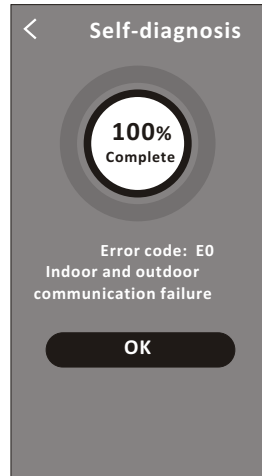 Self-diagnosis
100%
Complete
Error code: E0
Indoor and outdoor
communication failure
OK